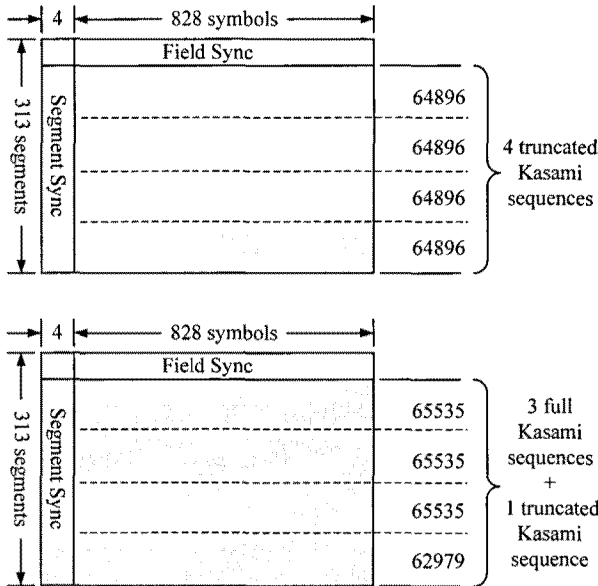 4
828 symbols
Field Sync
313 segments
Segment Sync
64896
64896
64896
64896
4 truncated
Kasami
sequences
4
828 symbols
Field Sync
313 segments
Segment Sync
65535
65535
65535
62979
3 full
Kasami
sequences
+
1 truncated
Kasami
sequence